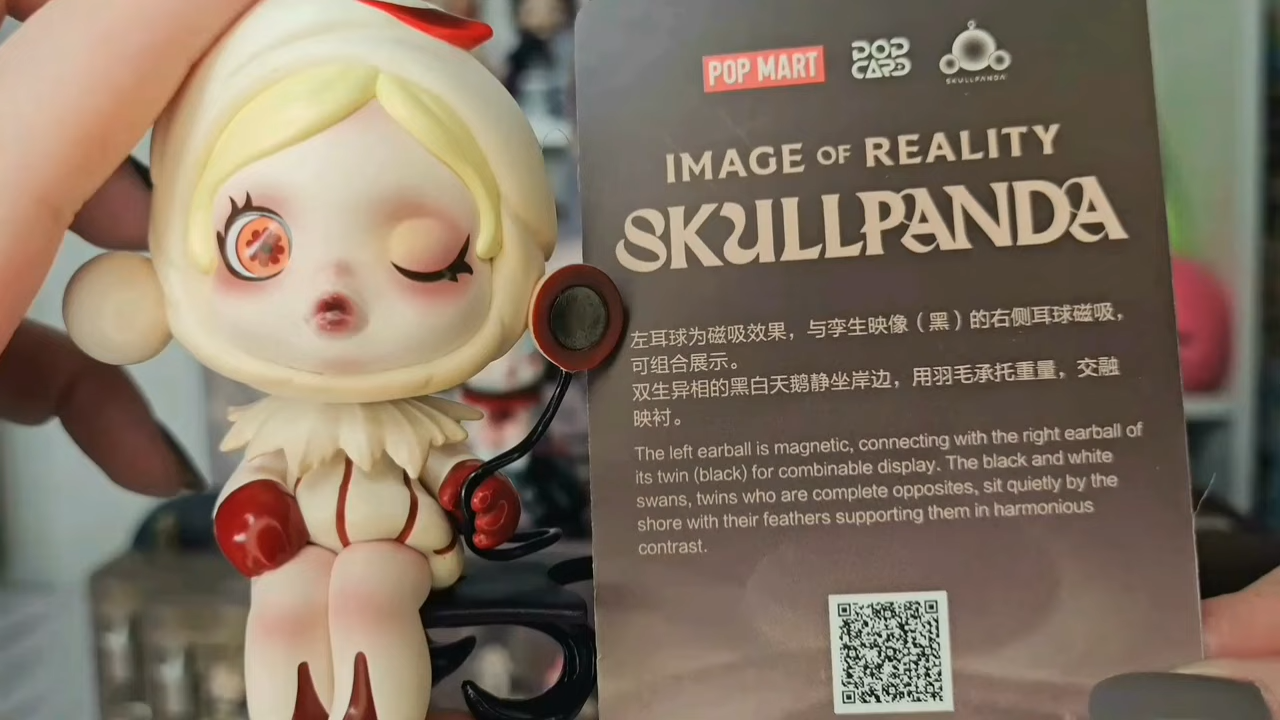 POP MART
POP CARD
SKULLPANDA
IMAGE OF REALITY
SKULLPANDA
左耳球为磁吸效果，与孪生映像（黑）的右侧耳球磁吸，
可组合展示。
双生异相的黑白天鹅静坐岸边，用羽毛承托重量，交融
映衬。
The left earball is magnetic, connecting with the right earball of
its twin (black) for combinable display. The black and white
swans, twins who are complete opposites, sit quietly by the
shore with their feathers supporting them in harmonious
contrast.